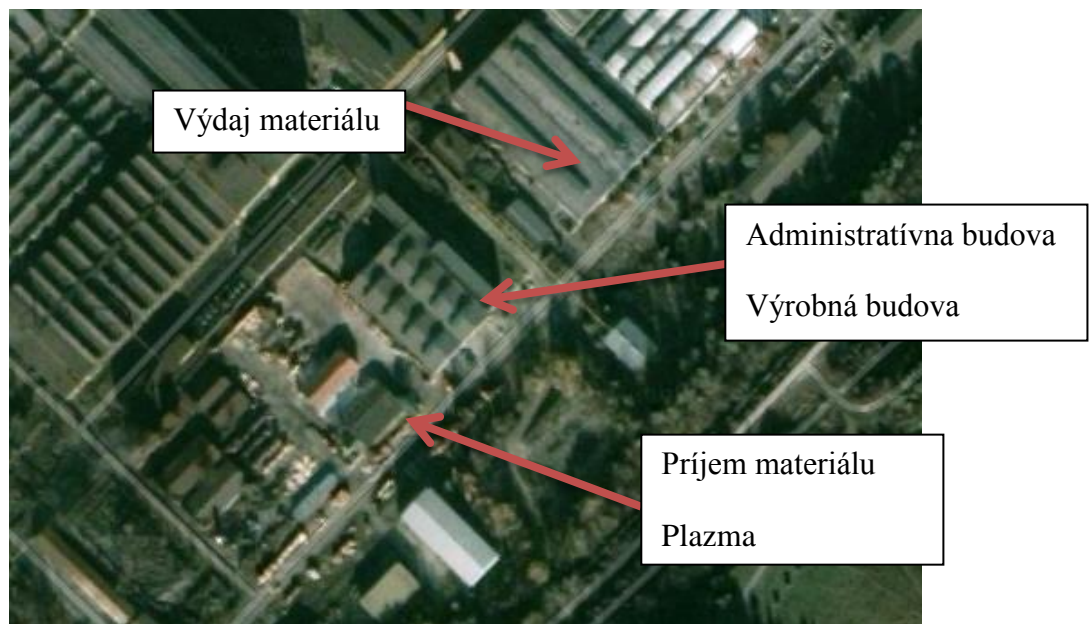 Výdaj materiálu
Administratívna budova
Výrobná budova
Príjem materiálu
Plazma